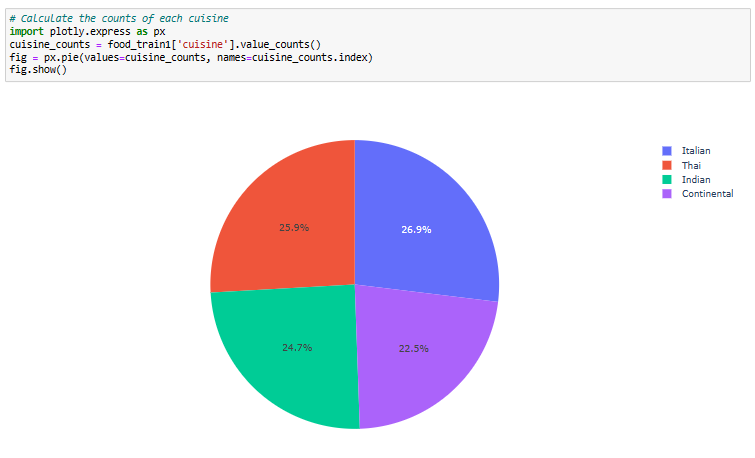 # Calculate the counts of each cuisine
import plotly.express as px
cuisine_counts = food_train1['cuisine'].value_counts()
fig = px.pie(values=cuisine_counts, names=cuisine_counts.index)
fig.show()
Italian
Thai
Indian
Continental
25.9%
26.9%
24.7%
22.5%